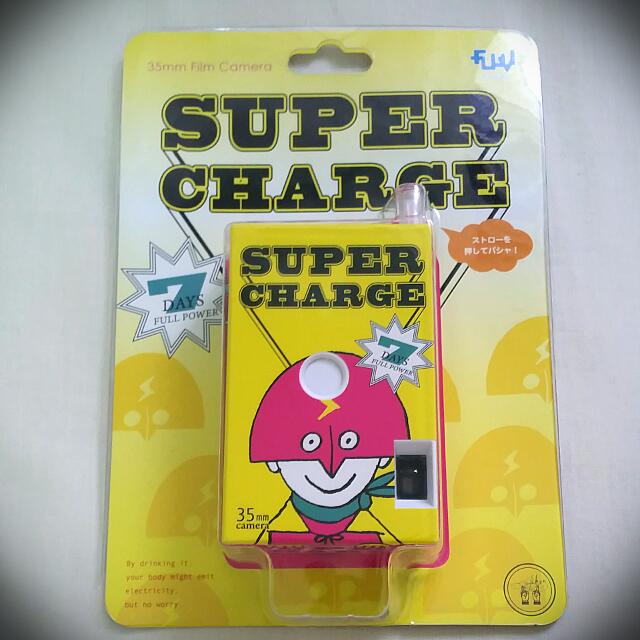 35mm Film Camera
Fuuvi
SUPER
CHARGE
ストローを
押してパシャ!
7
DAYS
FULL POWER
SUPER
CHARGE
7
DAYS
FULL POWER
35mm
camera
By drinking it.
your body might emit
electricity.
but no worry.